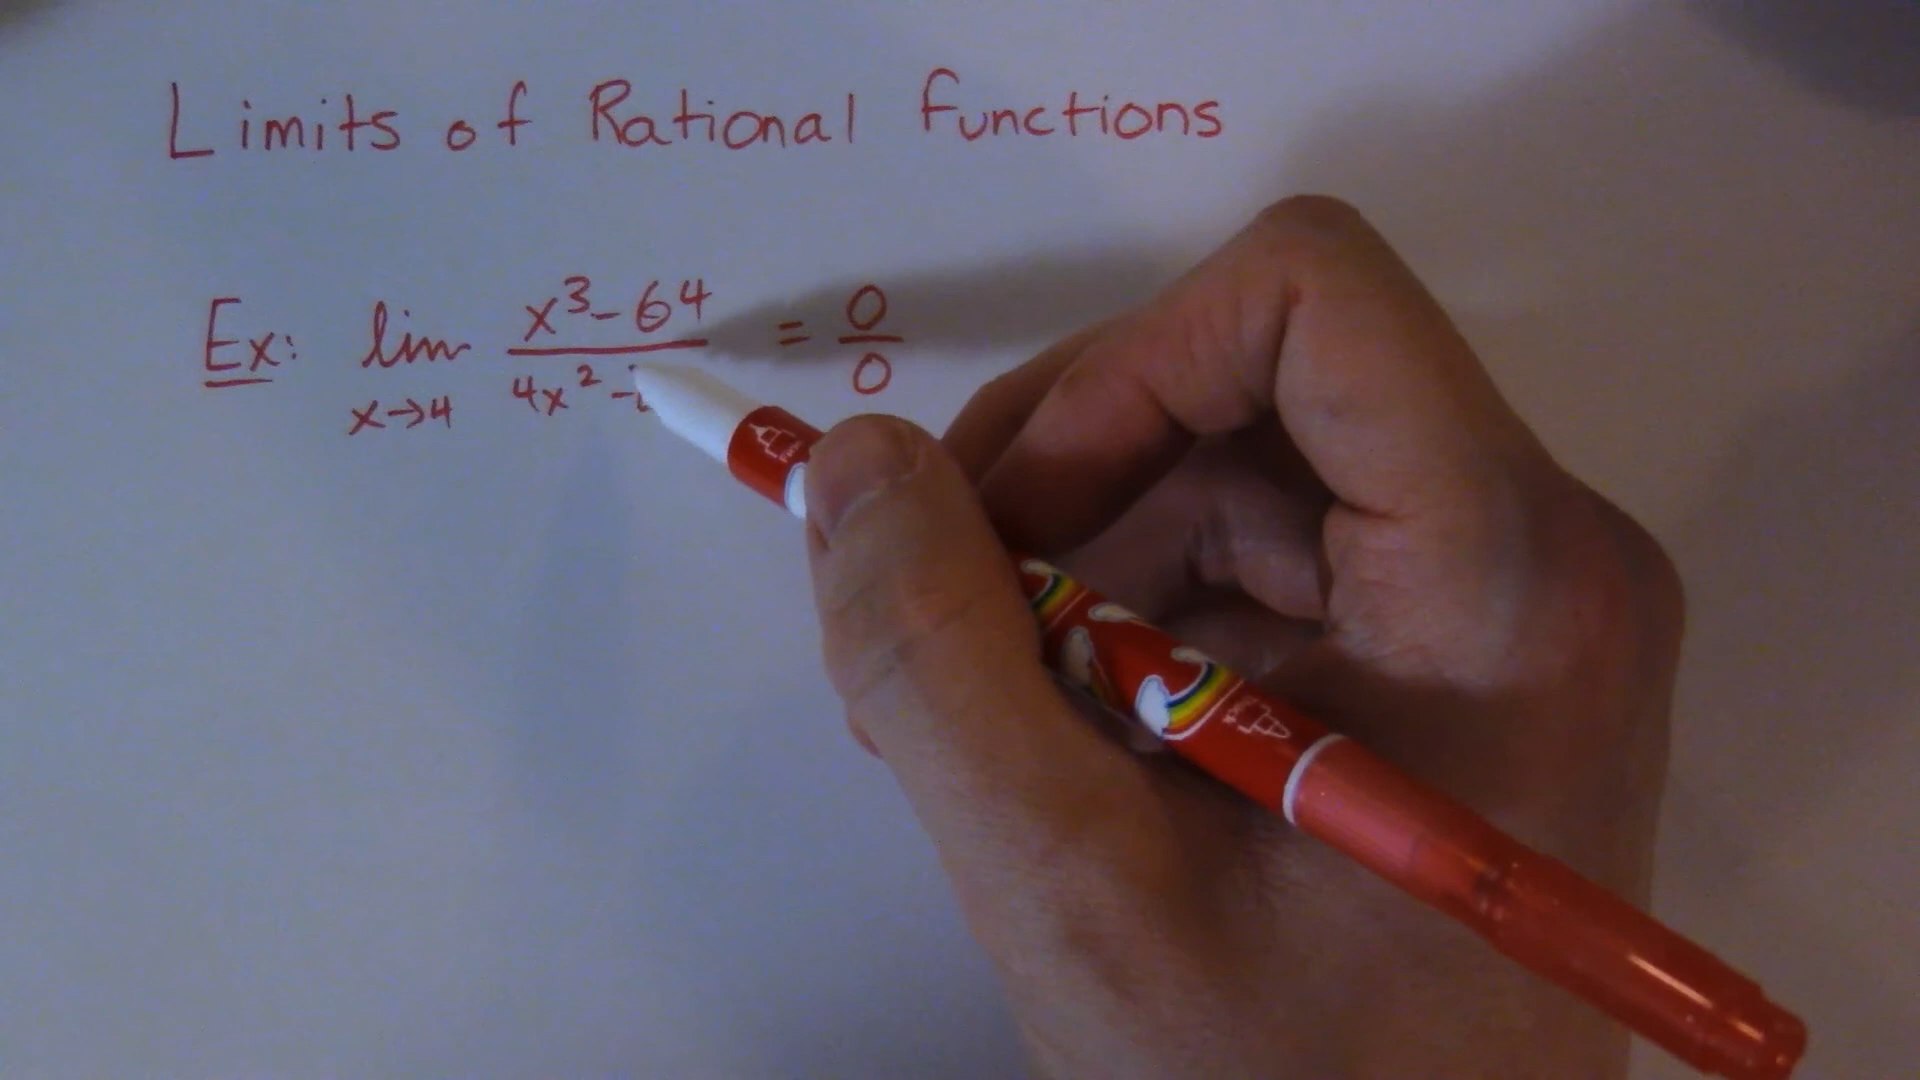 Limits of Rational Functions
Ex: lim x³-64 = 0
x→4 4x² - 0